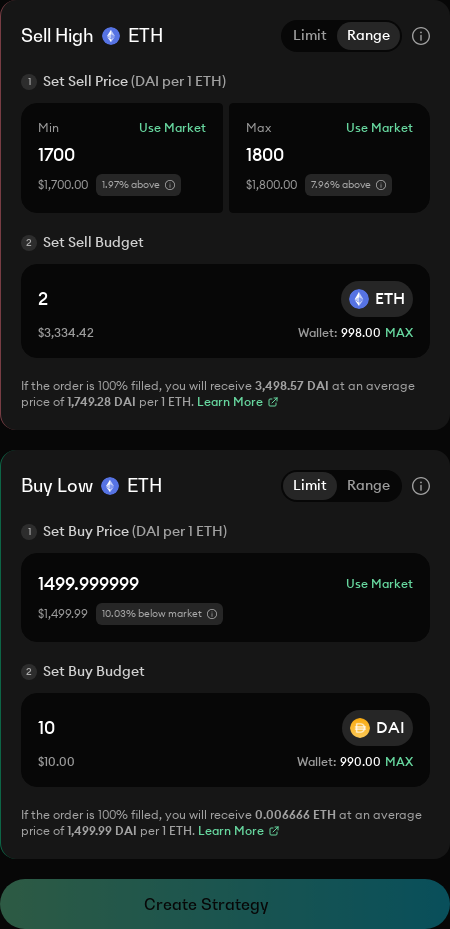 Sell High ETH Limit Range
1 Set Sell Price (DAI per 1 ETH)
Min Use Market Max Use Market
1700 1800
$1,700.00 1.97% above $1,800.00 7.96% above
2 Set Sell Budget
2 ETH
$3,334.42 Wallet: 998.00 MAX
If the order is 100% filled, you will receive 3,498.57 DAI at an average
price of 1,749.28 DAI per 1 ETH. Learn More
Buy Low ETH Limit Range
1 Set Buy Price (DAI per 1 ETH)
1499.999999 Use Market
$1,499.99 10.03% below market
2 Set Buy Budget
10 DAI
$10.00 Wallet: 990.00 MAX
If the order is 100% filled, you will receive 0.006666 ETH at an average
price of 1,499.99 DAI per 1 ETH. Learn More
Create Strategy